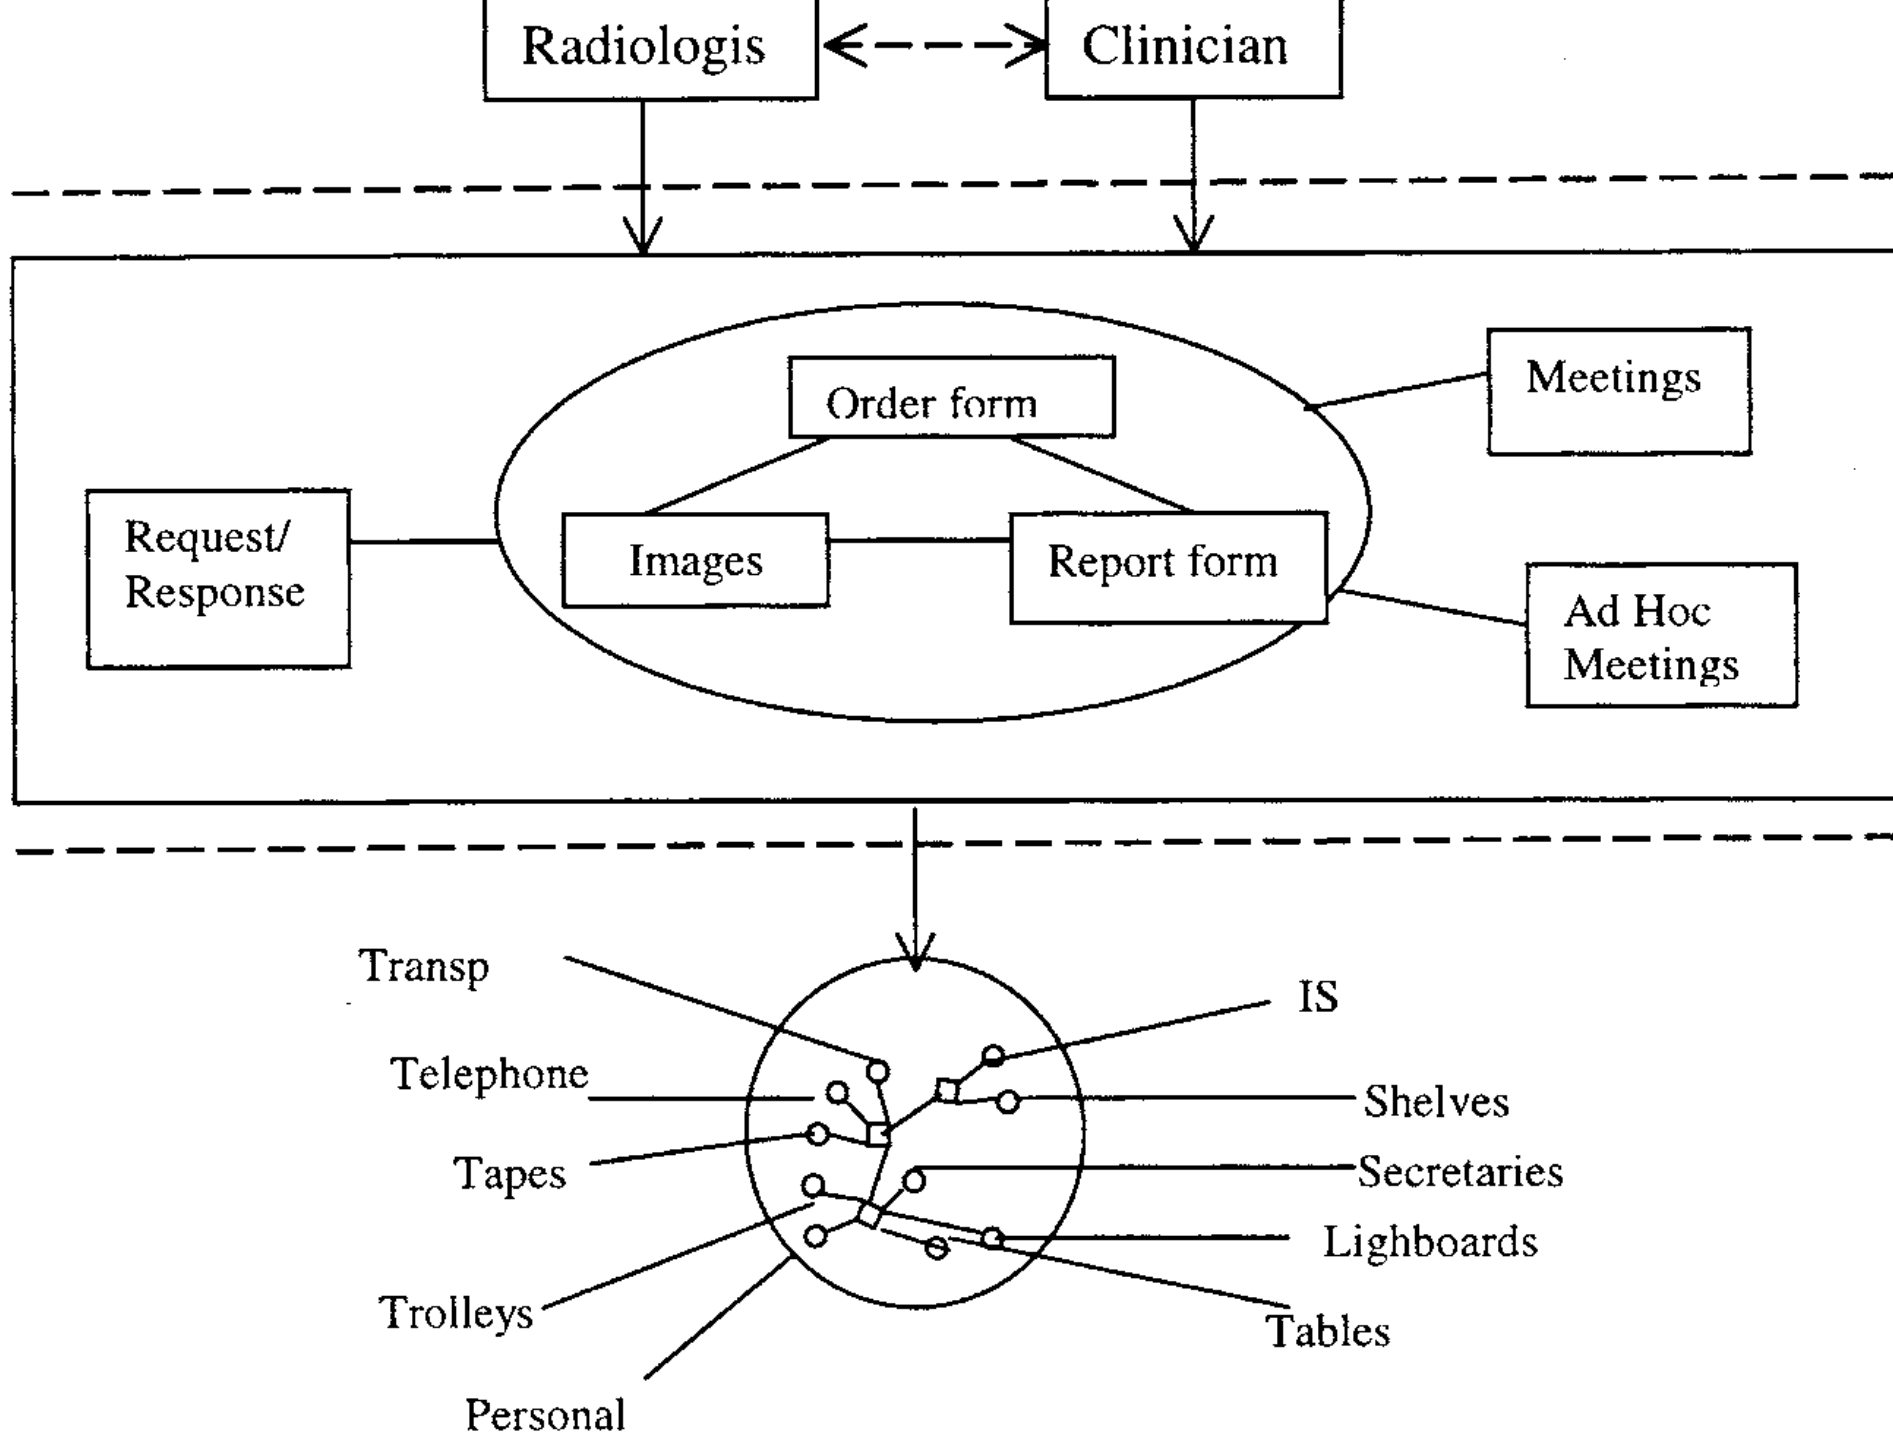 Radiologis
Clinician
Order form
Meetings
Request/
Response
Images
Report form
Ad Hoc
Meetings
Transp
IS
Telephone
Shelves
Tapes
Secretaries
Lighboards
Trolleys
Tables
Personal